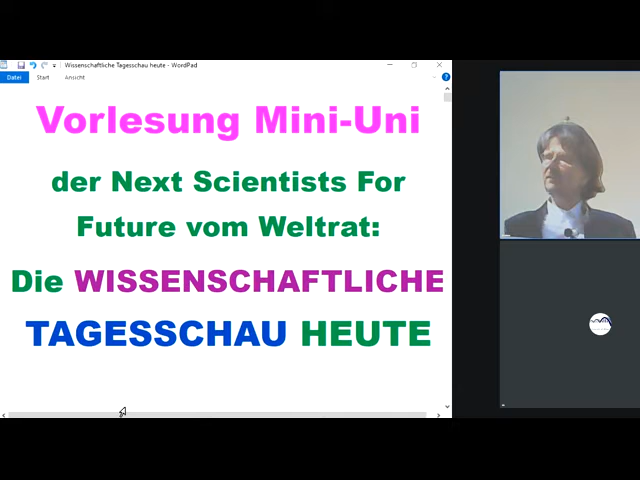 Wissenschaftliche Tagesschau heute - WordPad
Datei Start Ansicht
Vorlesung Mini-Uni
der Next Scientists For
Future vom Weltrat:
Die WISSENSCHAFTLICHE
TAGESSCHAU HEUTE